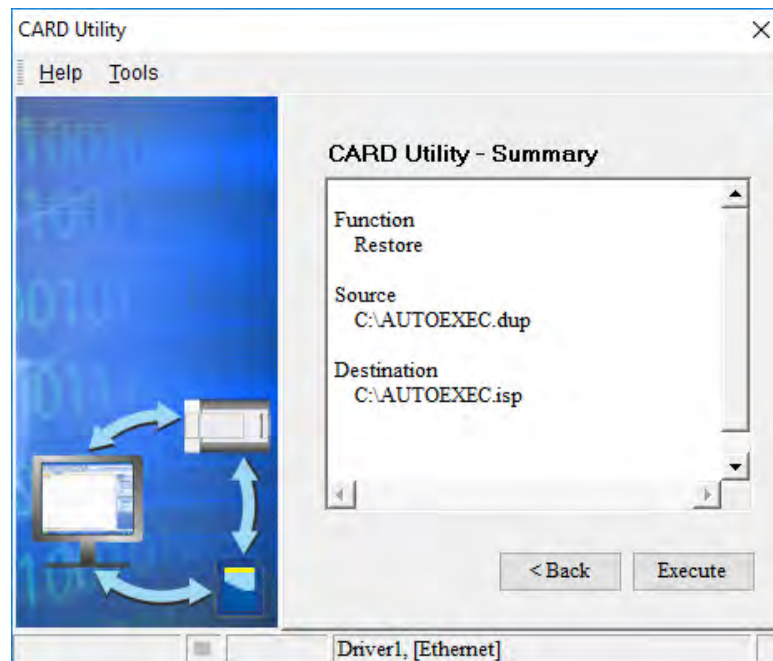 CARD Utility
Help Tools
CARD Utility - Summary
Function
Restore
Source
C:\AUTOEXEC.dup
Destination
C:\AUTOEXEC.isp
< Back Execute
Driver1, [Ethernet]